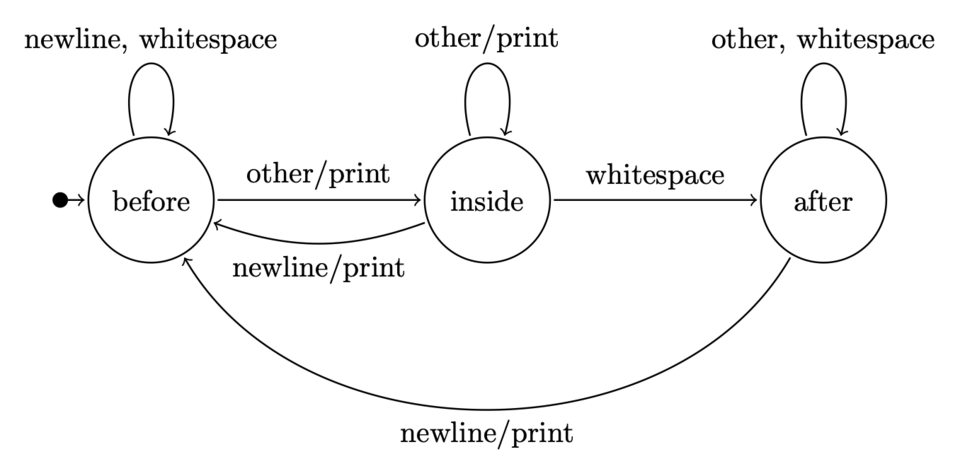 newline, whitespace
other/print
other, whitespace
other/print
whitespace
before
inside
after
newline/print
newline/print